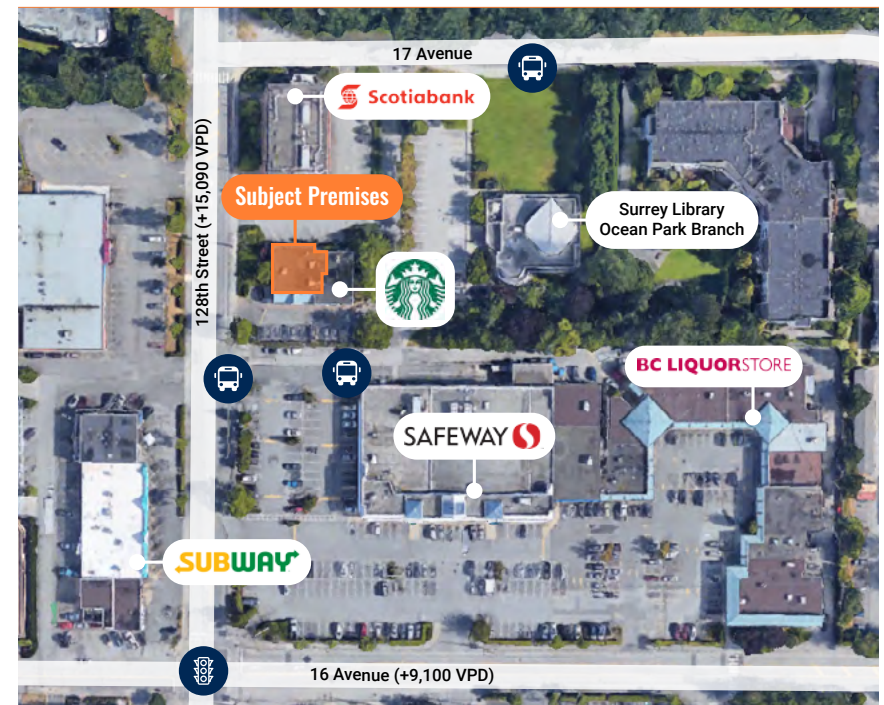 17 Avenue
Scotiabank
Subject Premises
Surrey Library
Ocean Park Branch
128th Street (+15,090 VPD)
BC LIQUORSTORE
SAFEWAY
SUBWAY
16 Avenue (+9,100 VPD)